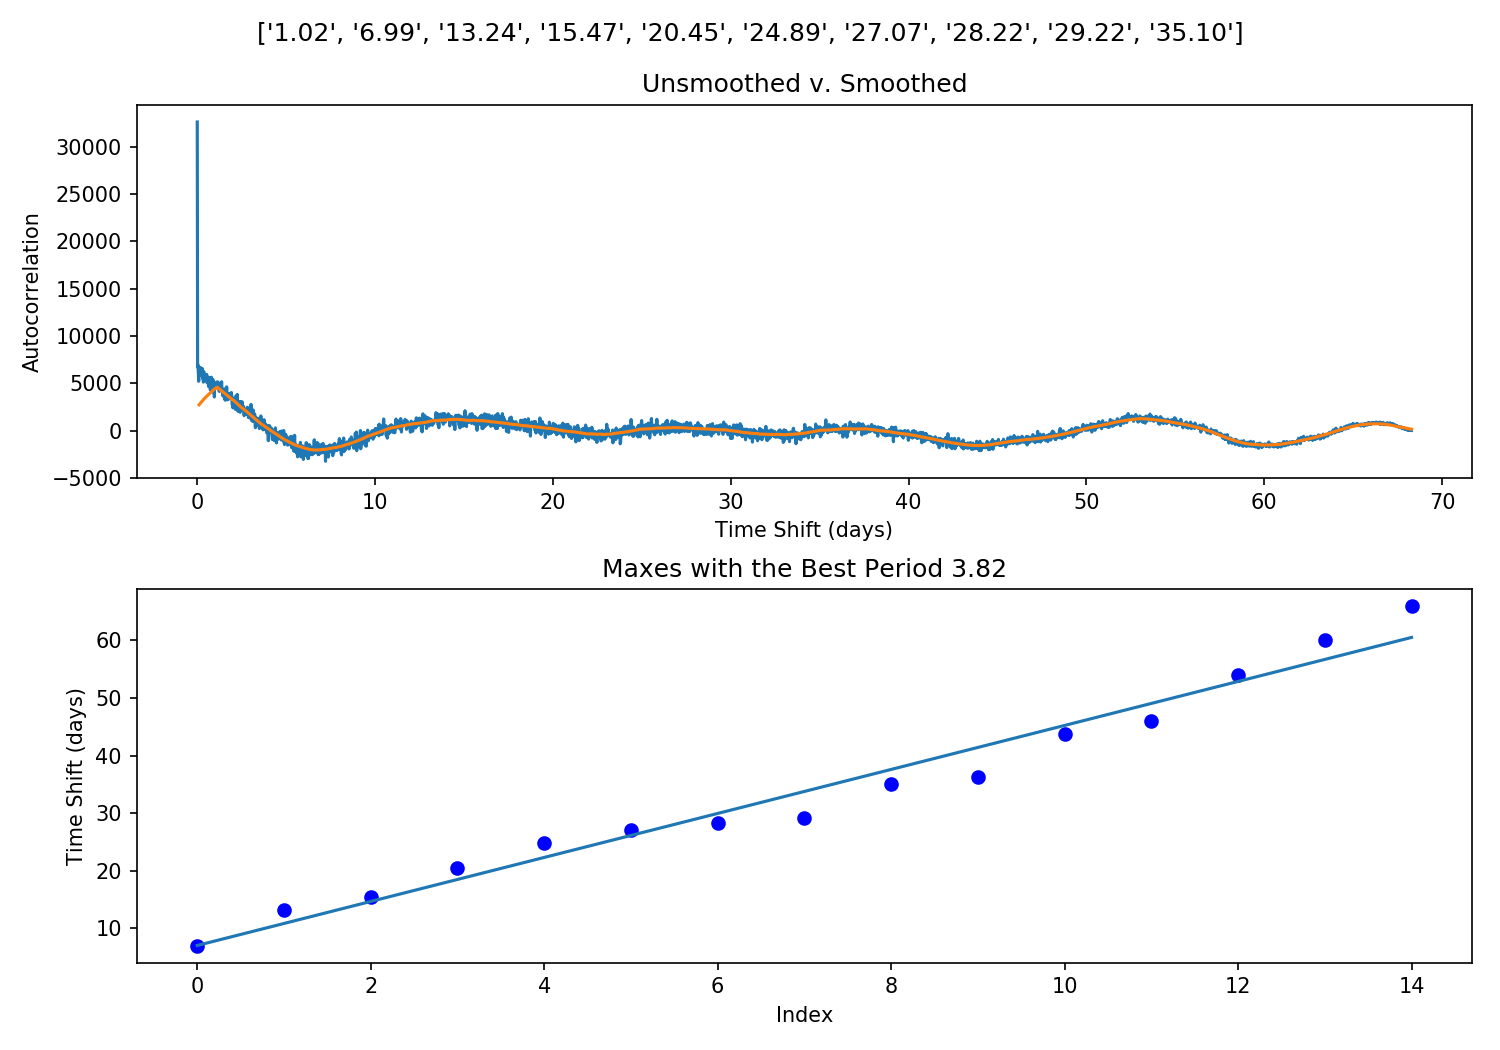 ['1.02', '6.99', '13.24', '15.47', '20.45', '24.89', '27.07', '28.22', '29.22', '35.10']
Unsmoothed v. Smoothed
Autocorrelation
30000
25000
20000
15000
10000
5000
0
−5000
0 10 20 30 40 50 60 70
Time Shift (days)
Maxes with the Best Period 3.82
Time Shift (days)
60
50
40
30
20
10
0 2 4 6 8 10 12 14
Index